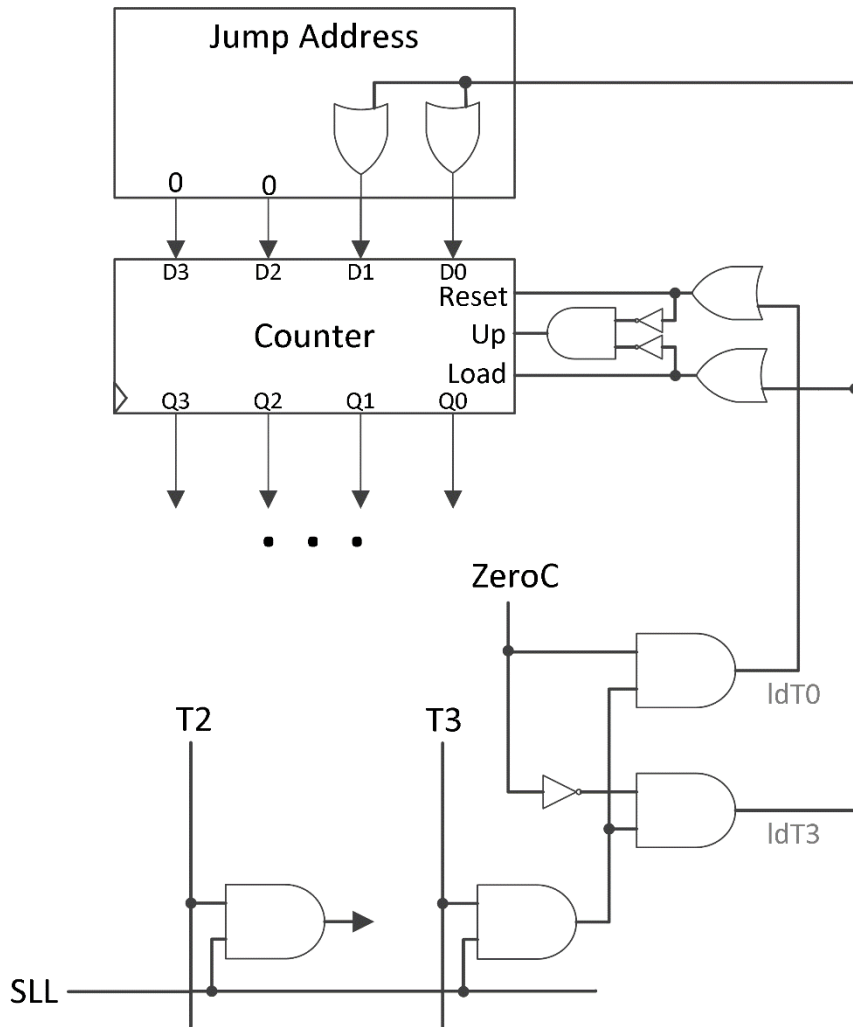 Jump Address
0 0
D3 D2 D1 D0
Reset
Counter
Up
Load
Q3 Q2 Q1 Q0
. . .
ZeroC
ldT0
T2 T3
ldT3
SLL